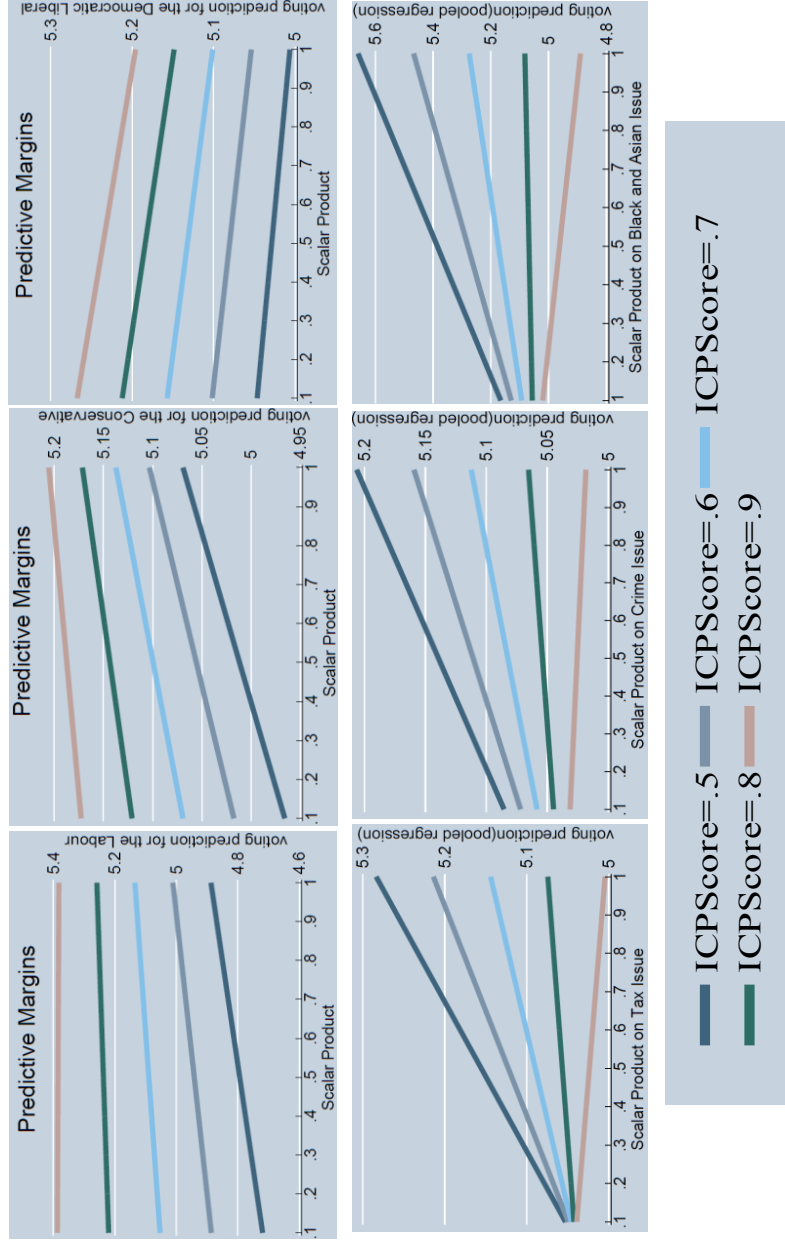 Predictive Margins
voting prediction for the Labour
5.4
5.2
5
4.8
4.6
.1 .2 .3 .4 .5 .6 .7 .8 .9 1
Scalar Product
Predictive Margins
voting prediction for the Conservative
5.2
5.15
5.1
5.05
5
4.95
.1 .2 .3 .4 .5 .6 .7 .8 .9 1
Scalar Product
Predictive Margins
voting prediction for the Democratic Liberal
5.3
5.2
5.1
5
.1 .2 .3 .4 .5 .6 .7 .8 .9 1
Scalar Product
voting prediction(pooled regression)
5.3
5.2
5.1
5
.1 .2 .3 .4 .5 .6 .7 .8 .9 1
Scalar Product on Tax Issue
voting prediction(pooled regression)
5.2
5.15
5.1
5.05
5
.1 .2 .3 .4 .5 .6 .7 .8 .9 1
Scalar Product on Crime Issue
voting prediction(pooled regression)
5.6
5.4
5.2
5
4.8
.1 .2 .3 .4 .5 .6 .7 .8 .9 1
Scalar Product on Black and Asian Issue
ICPScore=.5 ICPScore=.6 ICPScore=.7
ICPScore=.8 ICPScore=.9